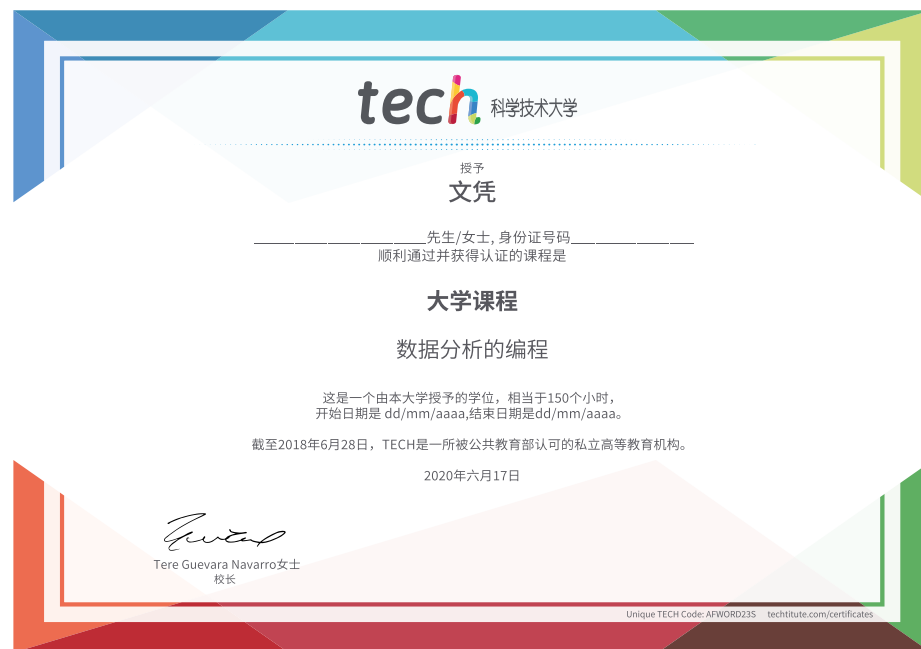 tech 科学技术大学
授予
文凭
____________________先生/女士, 身份证号码_______________
顺利通过并获得认证的课程是
大学课程
数据分析的编程
这是一个由本大学授予的学位，相当于150个小时，
开始日期是 dd/mm/aaaa,结束日期是dd/mm/aaaa。
截至2018年6月28日，TECH是一所被公共教育部认可的私立高等教育机构。
2020年六月17日
Tere Guevara Navarro女士
校长
Unique TECH Code: AFWORD23S techtitute.com/certificates